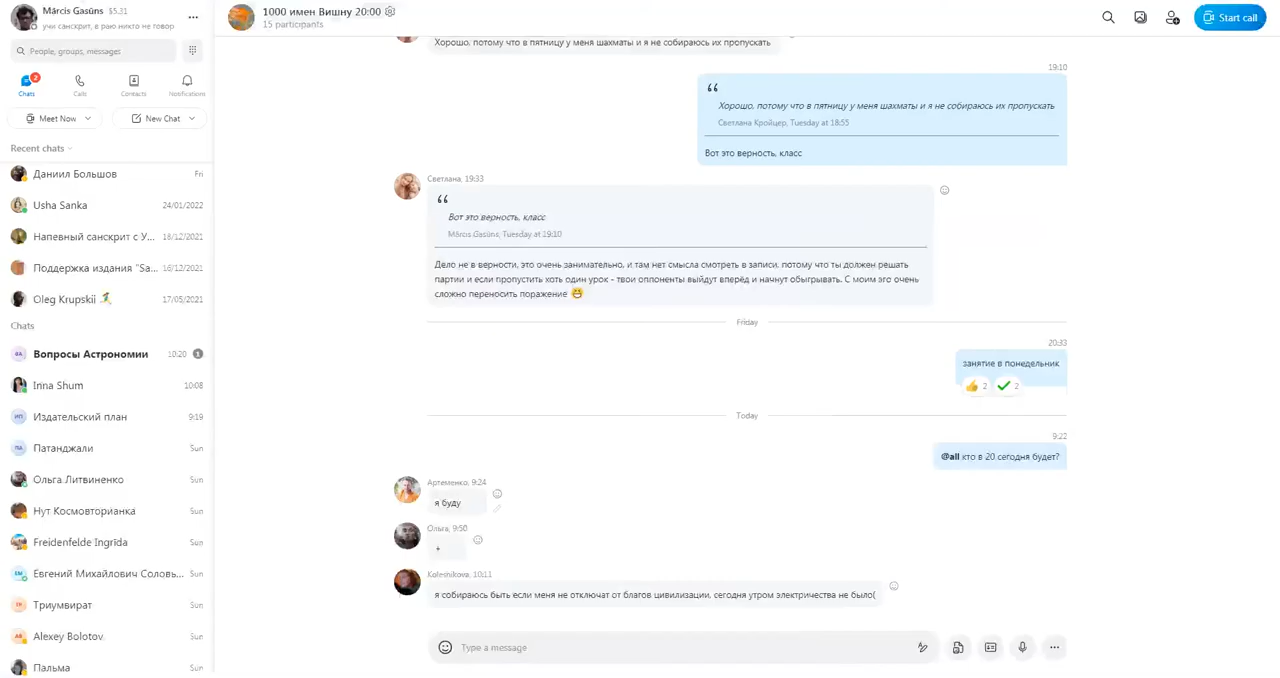 Mārcis Gasūns $5.31
учи санскрит, в раю никто не говор
People, groups, messages
Chats 2
Calls
Contacts
Notifications
Meet Now
New Chat
Recent chats
Даниил Большов Fri
Usha Sanka 24/01/2022
Напевный санскрит с У... 18/12/2021
Поддержка издания "Sa... 16/12/2021
Oleg Krupskii 17/05/2021
Chats
Вопросы Астрономии 10:20 1
Irina Shum 10:08
ИП Издательский план 9:19
Патанджали Sun
Ольга Литвиненко Sun
Нут Космовторианка Sun
Freidenfelde Ingrīda Sun
ЕМ Евгений Михайлович Соловь... Sun
Триумвират Sun
AB Alexey Bolotov Sun
Пальма Sun
1000 имен Вишну 20:00
15 participants
Start call
Хорошо, потому что в пятницу у меня шахматы и я не собираюсь их пропускать
19:10
Хорошо, потому что в пятницу у меня шахматы и я не собираюсь их пропускать
Светлана Кройцер, Tuesday at 18:55
Вот это верность, класс
Светлана, 19:33
Вот это верность, класс
Mārcis Gasūns, Tuesday at 19:10
Дело не в верности, это очень занимательно, и там нет смысла смотреть в записи, потому что ты должен решать
партии и если пропустить хоть один урок - твои оппоненты выйдут вперёд и начнут обыгрывать. С моим эго очень
сложно переносить поражение
Friday
20:33
занятие в понедельник
2 2
Today
9:22
@all кто в 20 сегодня будет?
Артеменко, 9:24
я буду
Ольга, 9:50
+
Kolesnikova, 10:11
я собираюсь быть если меня не отключат от благов цивилизации, сегодня утром электричества не было(
Type a message